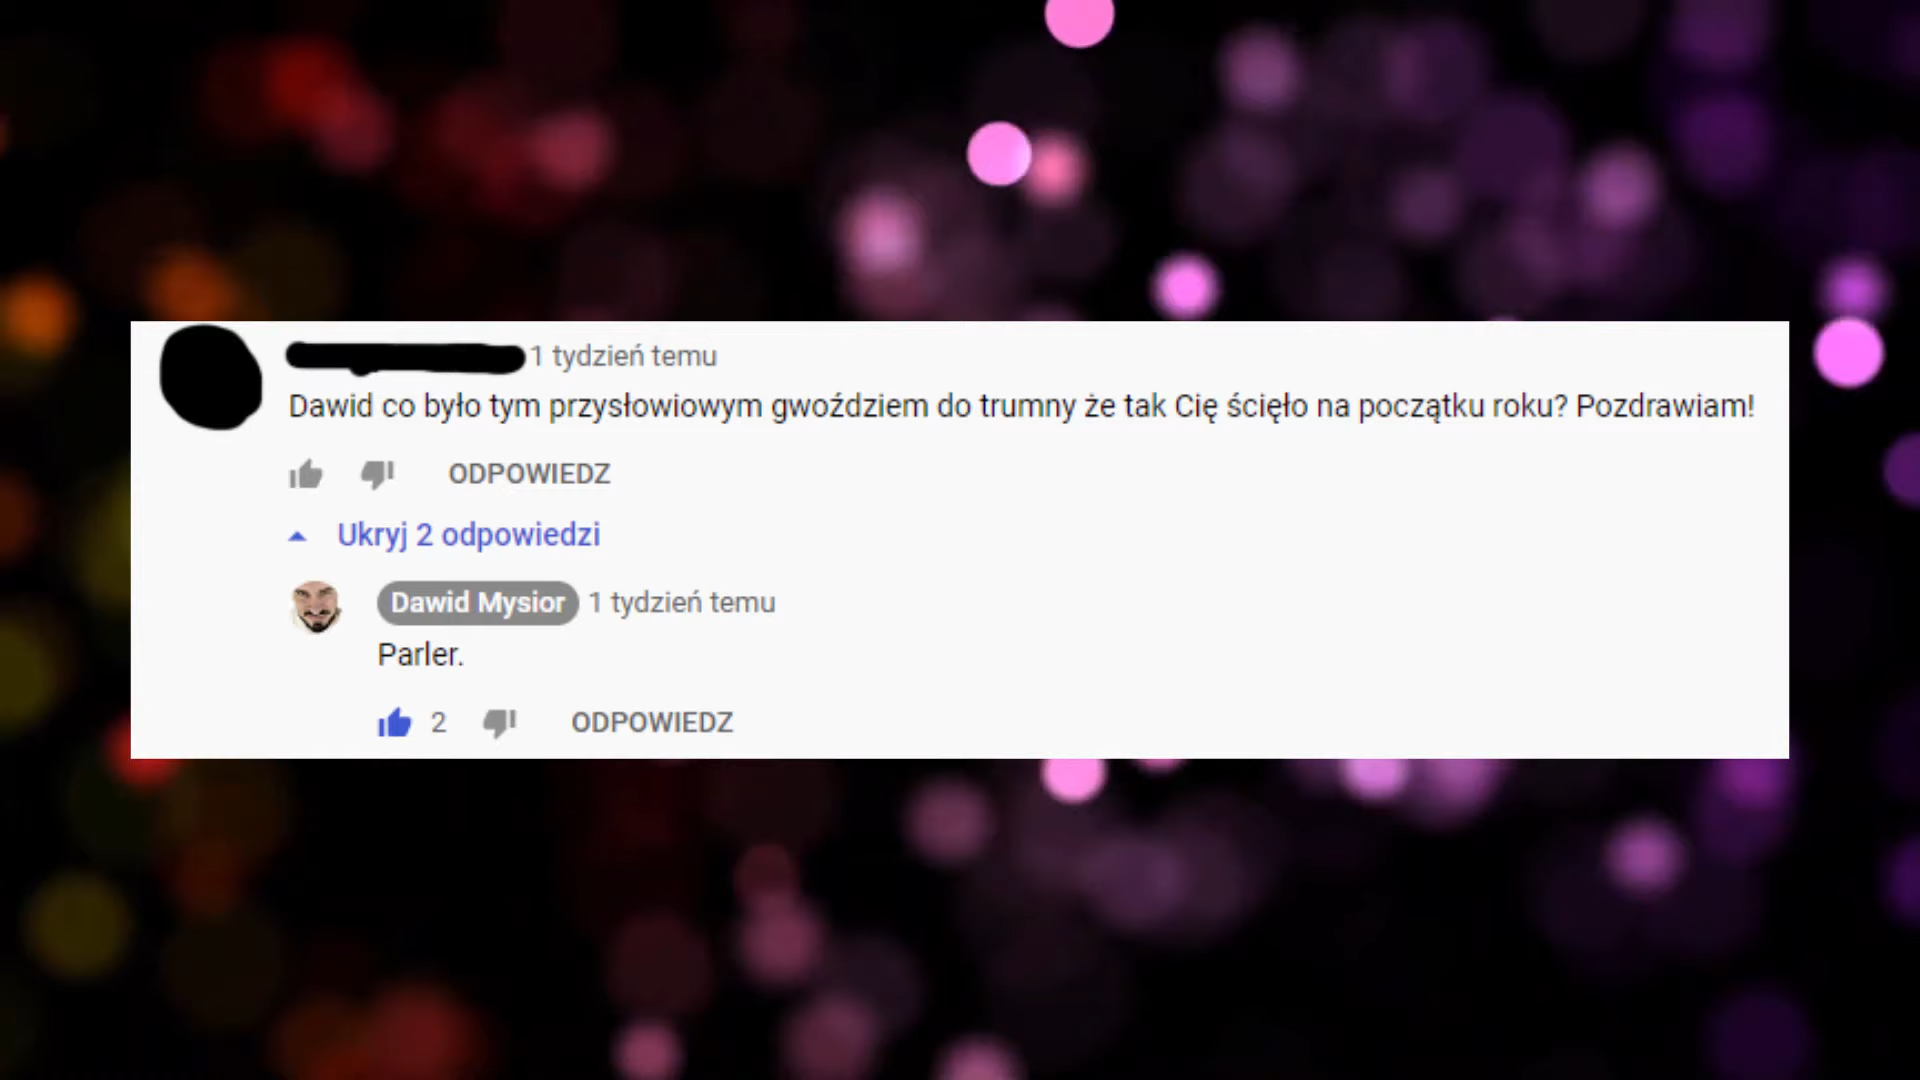 1 tydzień temu
Dawid co było tym przysłowiowym gwoździem do trumny że tak Cię ścięło na początku roku? Pozdrawiam!
ODPOWIEDZ
Ukryj 2 odpowiedzi
Dawid Mysior 1 tydzień temu
Parler.
2 ODPOWIEDZ